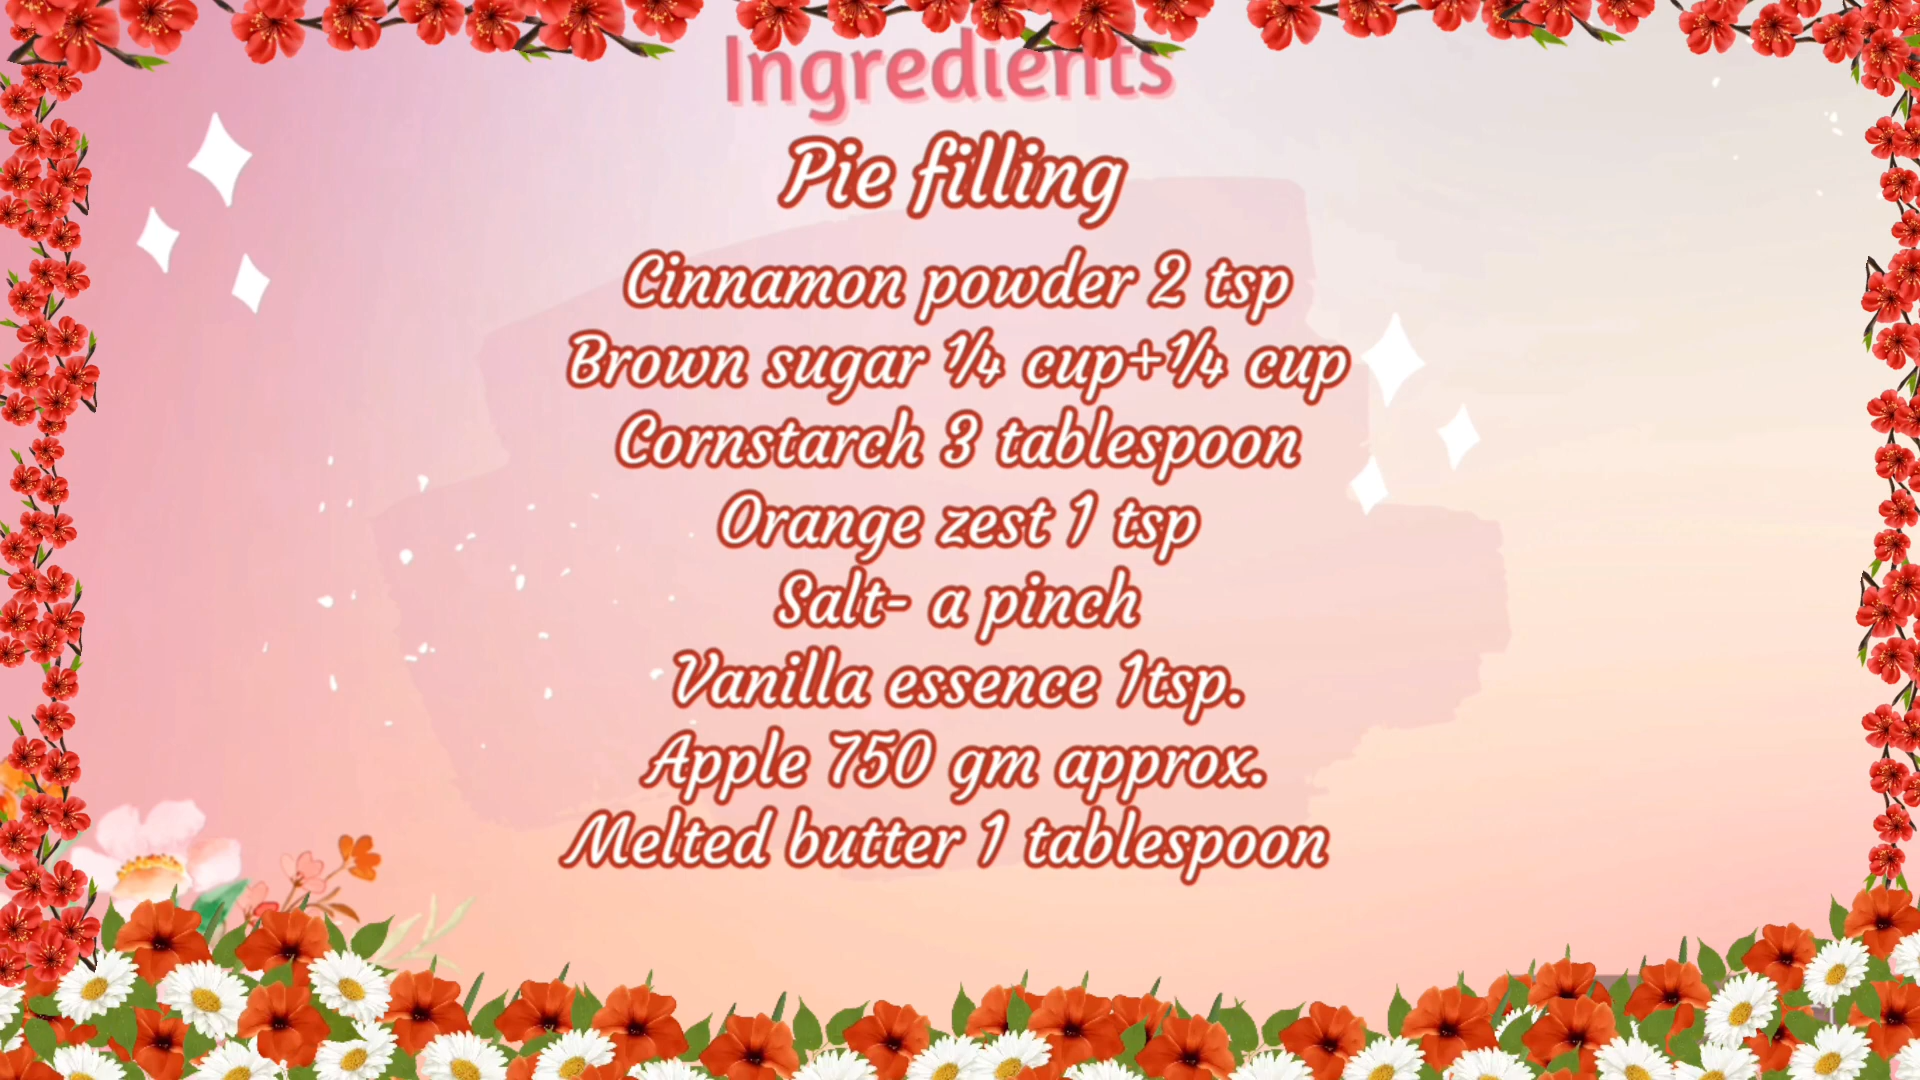 Ingredients
Pie filling
Cinnamon powder 2 tsp
Brown sugar ¼ cup+¼ cup
Cornstarch 3 tablespoon
Orange zest 1 tsp
Salt- a pinch
Vanilla essence 1tsp.
Apple 750 gm approx.
Melted butter 1 tablespoon